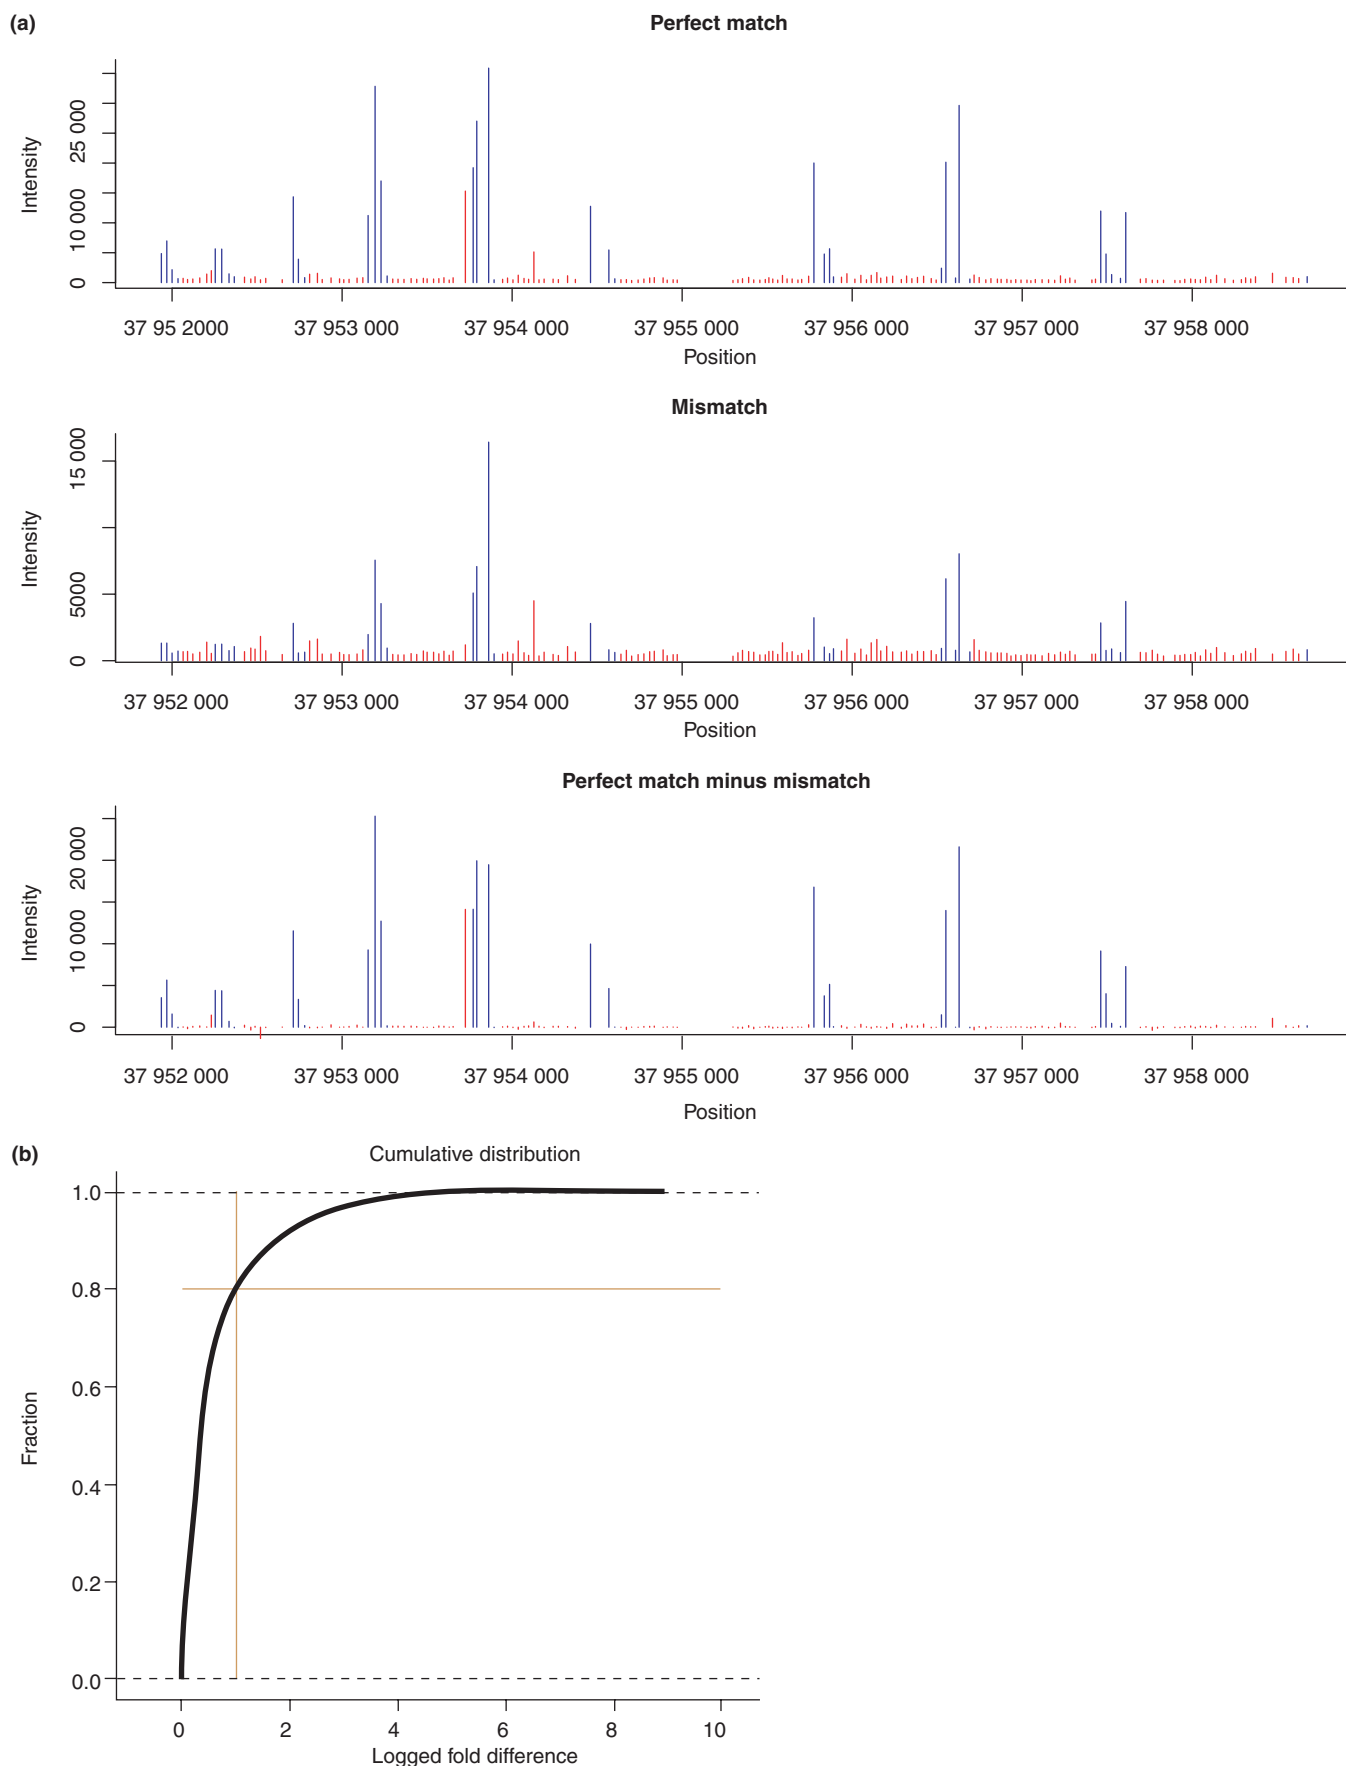 (a)
Perfect match
Intensity
25 000
10 000
0
37 95 2000 37 953 000 37 954 000 37 955 000 37 956 000 37 957 000 37 958 000
Position
Mismatch
Intensity
15 000
5000
0
37 952 000 37 953 000 37 954 000 37 955 000 37 956 000 37 957 000 37 958 000
Position
Perfect match minus mismatch
Intensity
20 000
10 000
0
37 952 000 37 953 000 37 954 000 37 955 000 37 956 000 37 957 000 37 958 000
Position
(b)
Cumulative distribution
Fraction
1.0
0.8
0.6
0.4
0.2
0.0
0 2 4 6 8 10
Logged fold difference